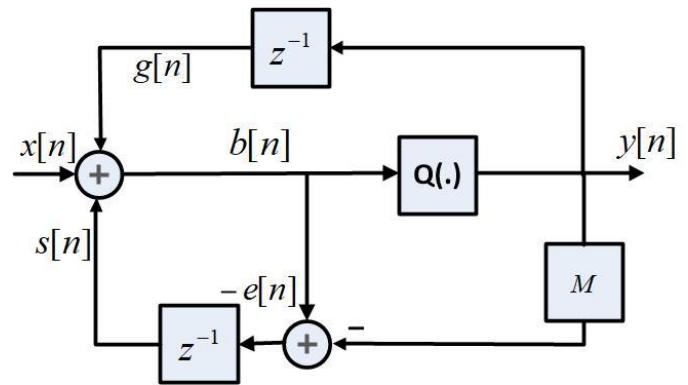 z⁻¹
g[n]
x[n]
+
b[n]
Q(.)
y[n]
s[n]
−e[n]
M
z⁻¹
+
−